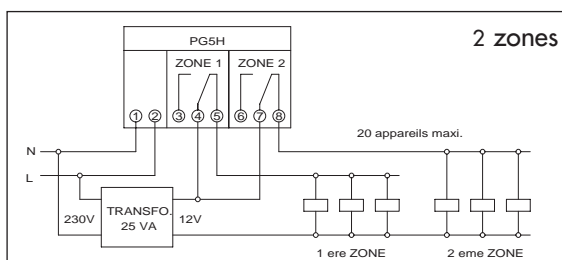 PG5H
2 zones
ZONE 1 ZONE 2
1 2 3 4 5 6 7 8
20 appareils maxi.
N
L
230V TRANSFO. 12V
25 VA
1 ere ZONE 2 eme ZONE